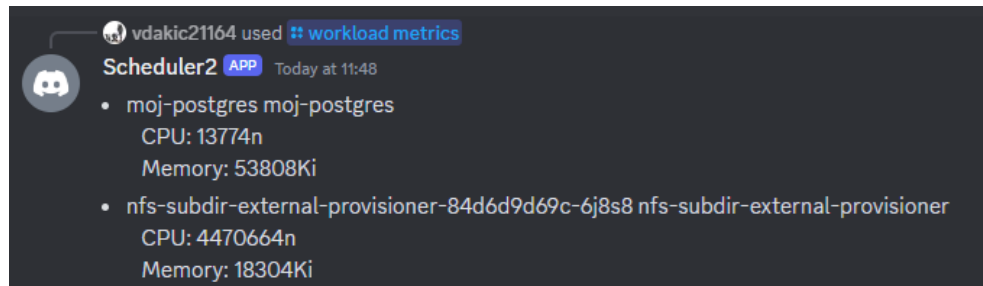 vdakic21164 used workload metrics
Scheduler2 APP Today at 11:48
• moj-postgres moj-postgres
CPU: 13774n
Memory: 53808Ki
• nfs-subdir-external-provisioner-84d6d9d69c-6j8s8 nfs-subdir-external-provisioner
CPU: 4470664n
Memory: 18304Ki